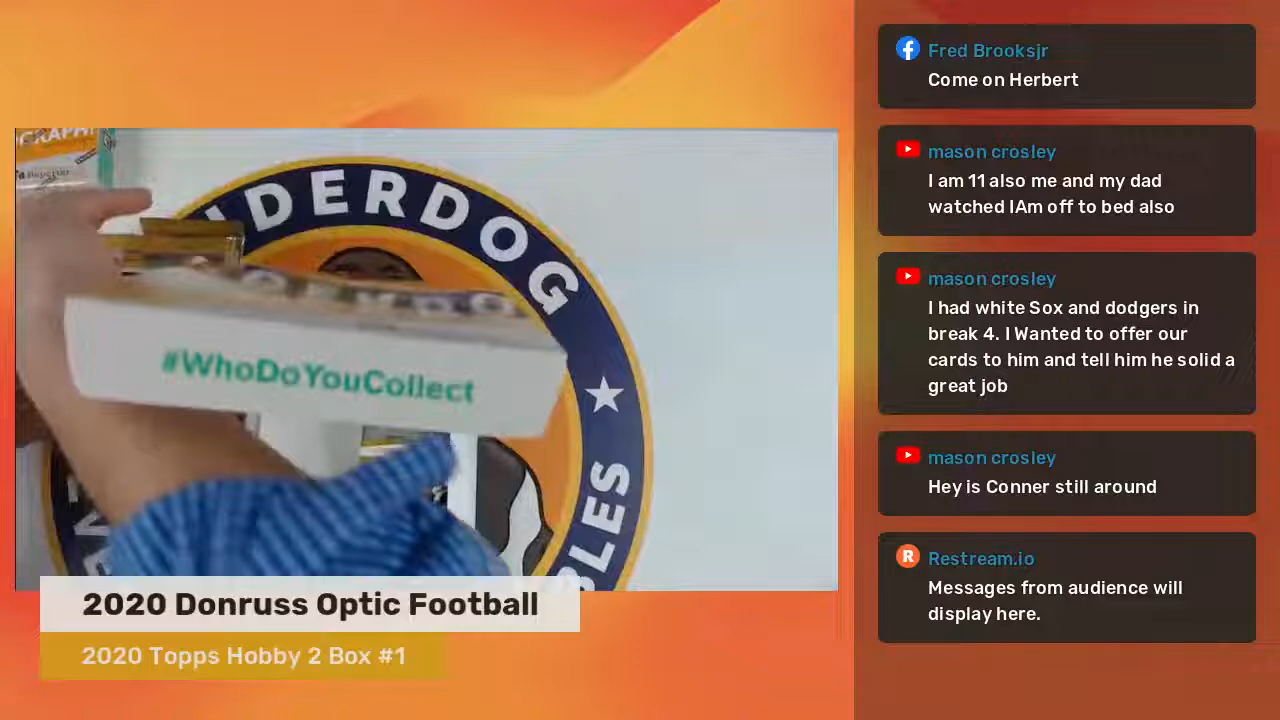 UNDERDOG
#WhoDoYouCollect
2020 Donruss Optic Football
2020 Topps Hobby 2 Box #1
Fred Brooksjr
Come on Herbert
mason crosley
I am 11 also me and my dad
watched IAm off to bed also
mason crosley
I had white Sox and dodgers in
break 4. I Wanted to offer our
cards to him and tell him he solid a
great job
mason crosley
Hey is Conner still around
Restream.io
Messages from audience will
display here.